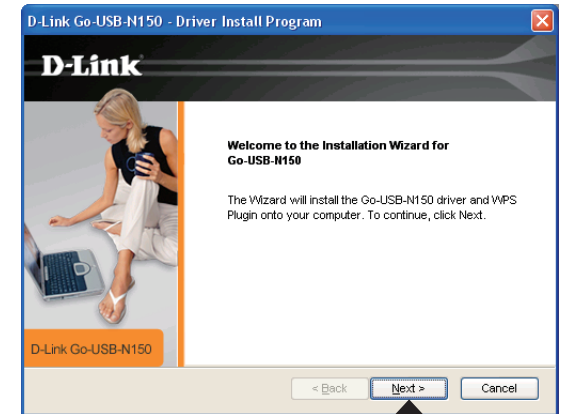 D-Link Go-USB-N150 - Driver Install Program
D-Link
Welcome to the Installation Wizard for
Go-USB-N150
The Wizard will install the Go-USB-N150 driver and WPS
Plugin onto your computer. To continue, click Next.
D-Link Go-USB-N150
< Back Next > Cancel